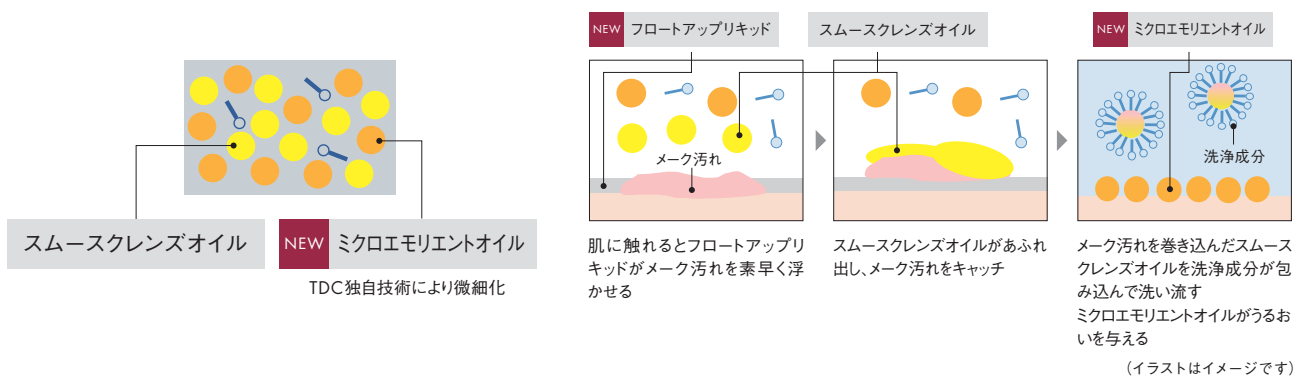 スムースクレンズオイル
NEW ミクロエモリエントオイル
TDC独自技術により微細化
NEW フロートアップリキッド
メーク汚れ
肌に触れるとフロートアップリ
キッドがメーク汚れを素早く浮
かせる
スムースクレンズオイル
スムースクレンズオイルがあふれ
出し、メーク汚れをキャッチ
NEW ミクロエモリエントオイル
洗浄成分
メーク汚れを巻き込んだスムース
クレンズオイルを洗浄成分が包
み込んで洗い流す
ミクロエモリエントオイルがうるお
いを与える
（イラストはイメージです）